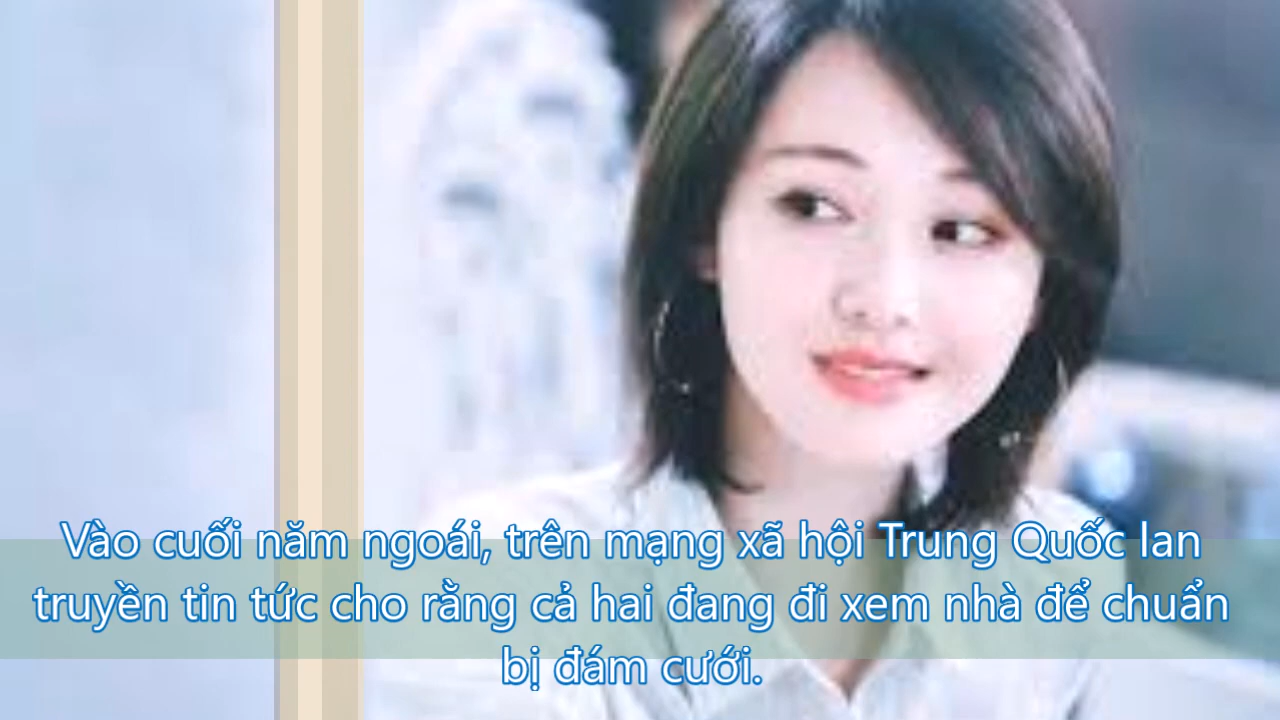 Vào cuối năm ngoái, trên mạng xã hội Trung Quốc lan
truyền tin tức cho rằng cả hai đang đi xem nhà để chuẩn
bị đám cưới.